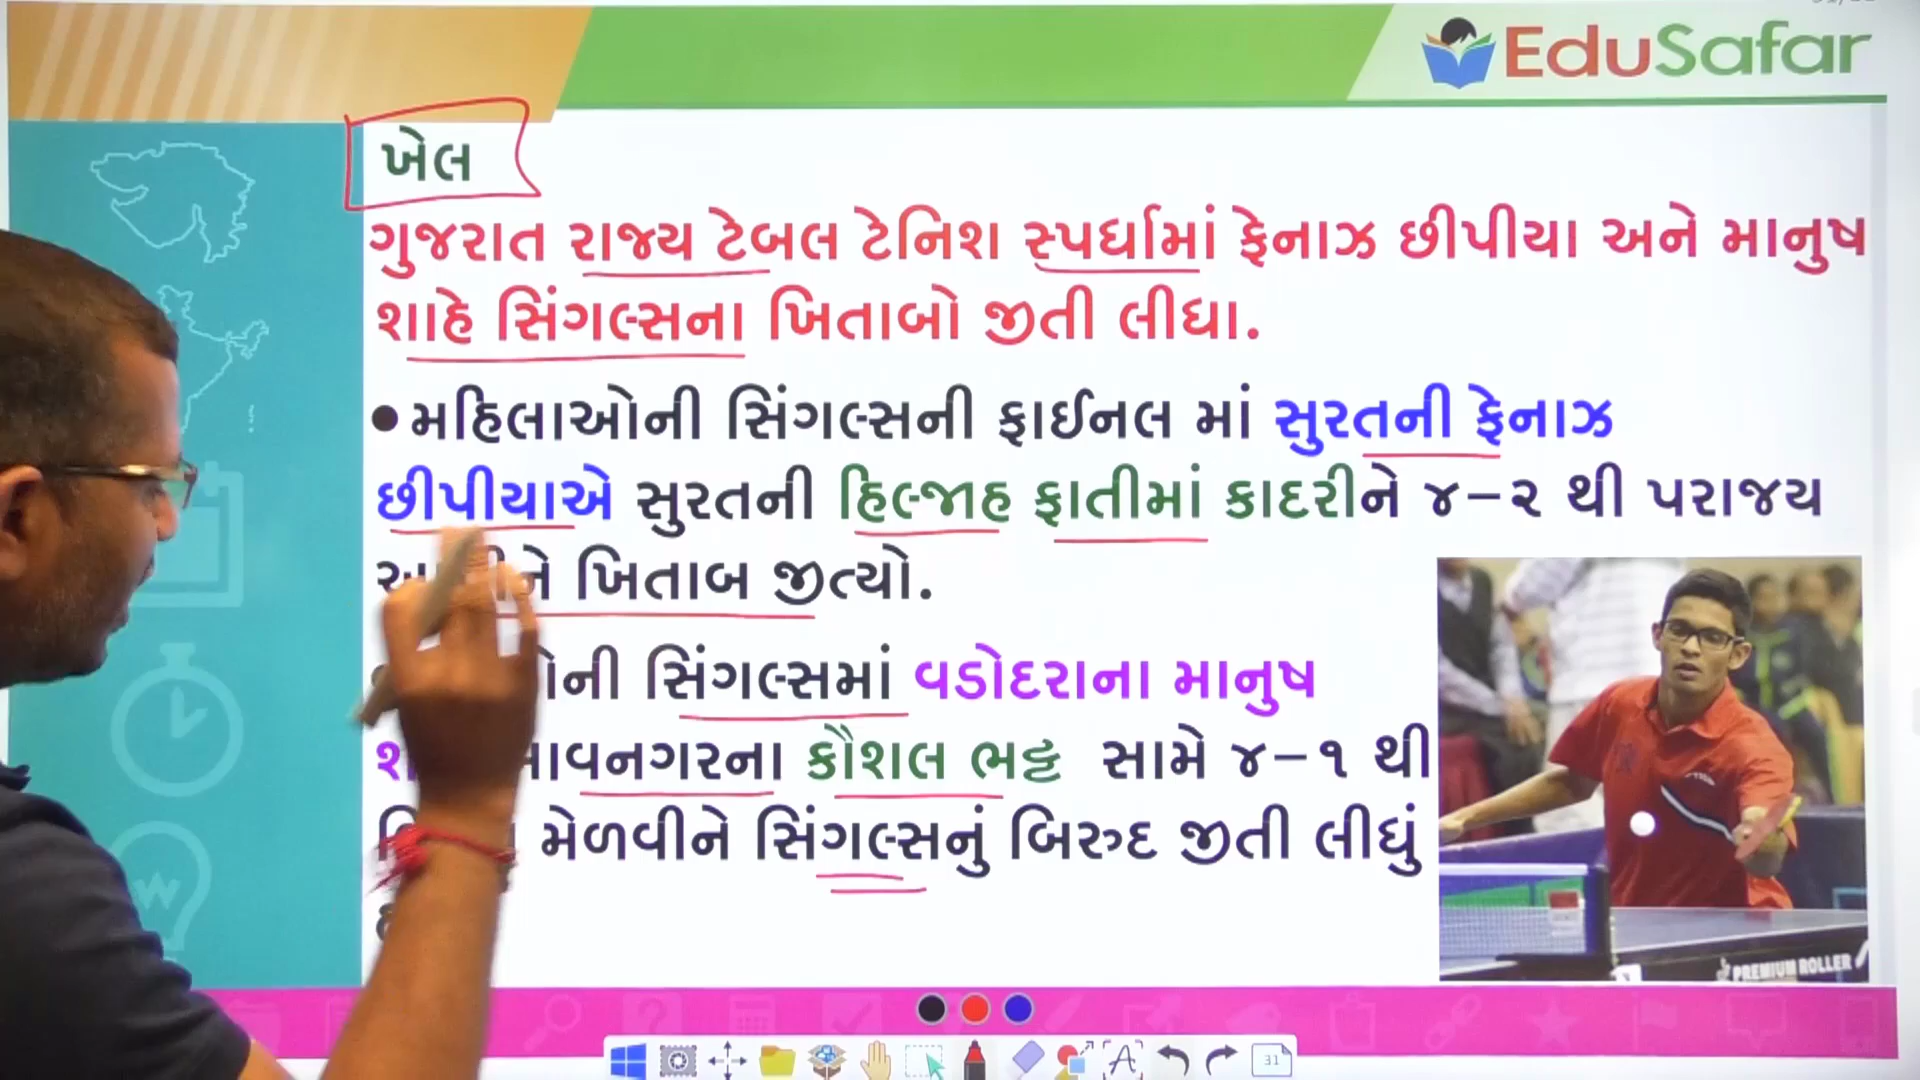 EduSafar
ખેલ
ગુજરાત રાજ્ય ટેબલ ટેનિશ સ્પર્ધામાં ફેનાઝ છીપીયા અને માનુષ
શાહે સિંગલ્સના ખિતાબો જીતી લીધા.
•મહિલાઓની સિંગલ્સની ફાઈનલ માં સુરતની ફેનાઝ
છીપીયાએ સુરતની હિલ્જાહ ફાતીમાં કાદરીને ૪–૨ થી પરાજય
ખિતાબ જીત્યો.
સિંગલ્સમાં વડોદરાના માનુષ
કૌશલ ભટ્ટ સામે ૪–૧ થી
મેળવીને સિંગલ્સનું બિરુદ જીતી લીધું
PREMIUM ROLLER
31